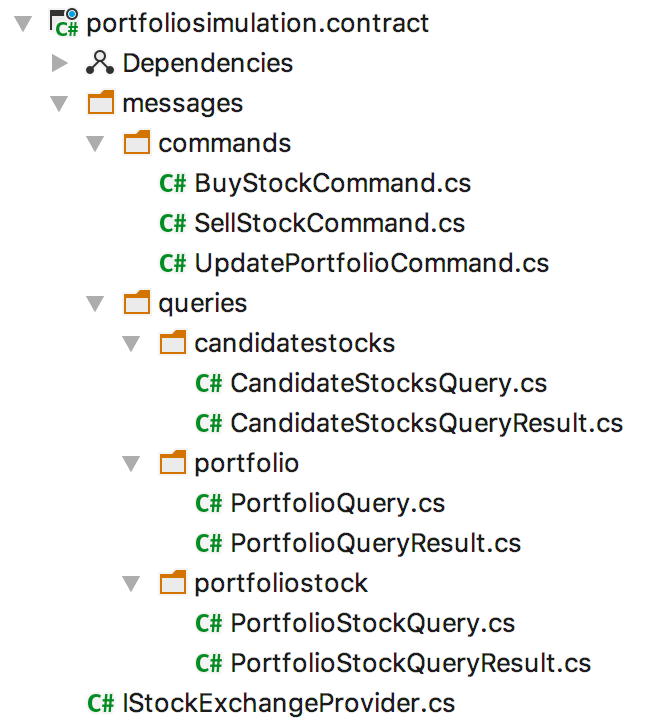 portfoliosimulation.contract
Dependencies
messages
commands
C# BuyStockCommand.cs
C# SellStockCommand.cs
C# UpdatePortfolioCommand.cs
queries
candidatestocks
C# CandidateStocksQuery.cs
C# CandidateStocksQueryResult.cs
portfolio
C# PortfolioQuery.cs
C# PortfolioQueryResult.cs
portfoliostock
C# PortfolioStockQuery.cs
C# PortfolioStockQueryResult.cs
C# IStockExchangeProvider.cs